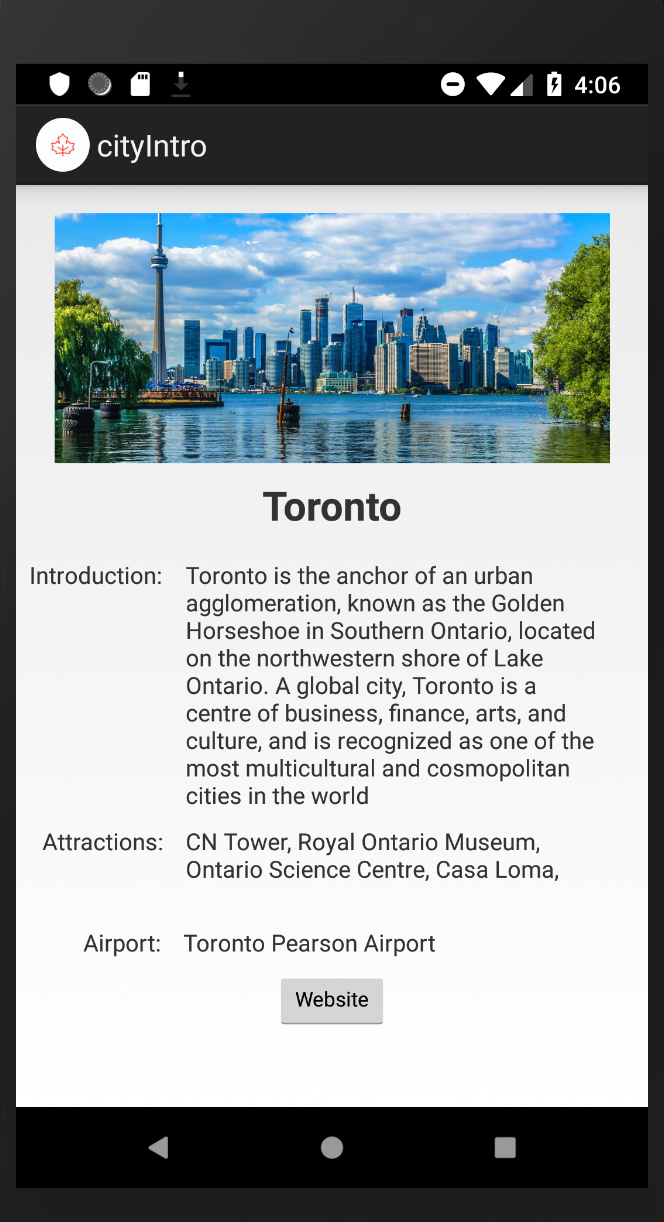 4:06
cityIntro
Toronto
Introduction:
Toronto is the anchor of an urban
agglomeration, known as the Golden
Horseshoe in Southern Ontario, located
on the northwestern shore of Lake
Ontario. A global city, Toronto is a
centre of business, finance, arts, and
culture, and is recognized as one of the
most multicultural and cosmopolitan
cities in the world
Attractions:
CN Tower, Royal Ontario Museum,
Ontario Science Centre, Casa Loma,
Airport:
Toronto Pearson Airport
Website